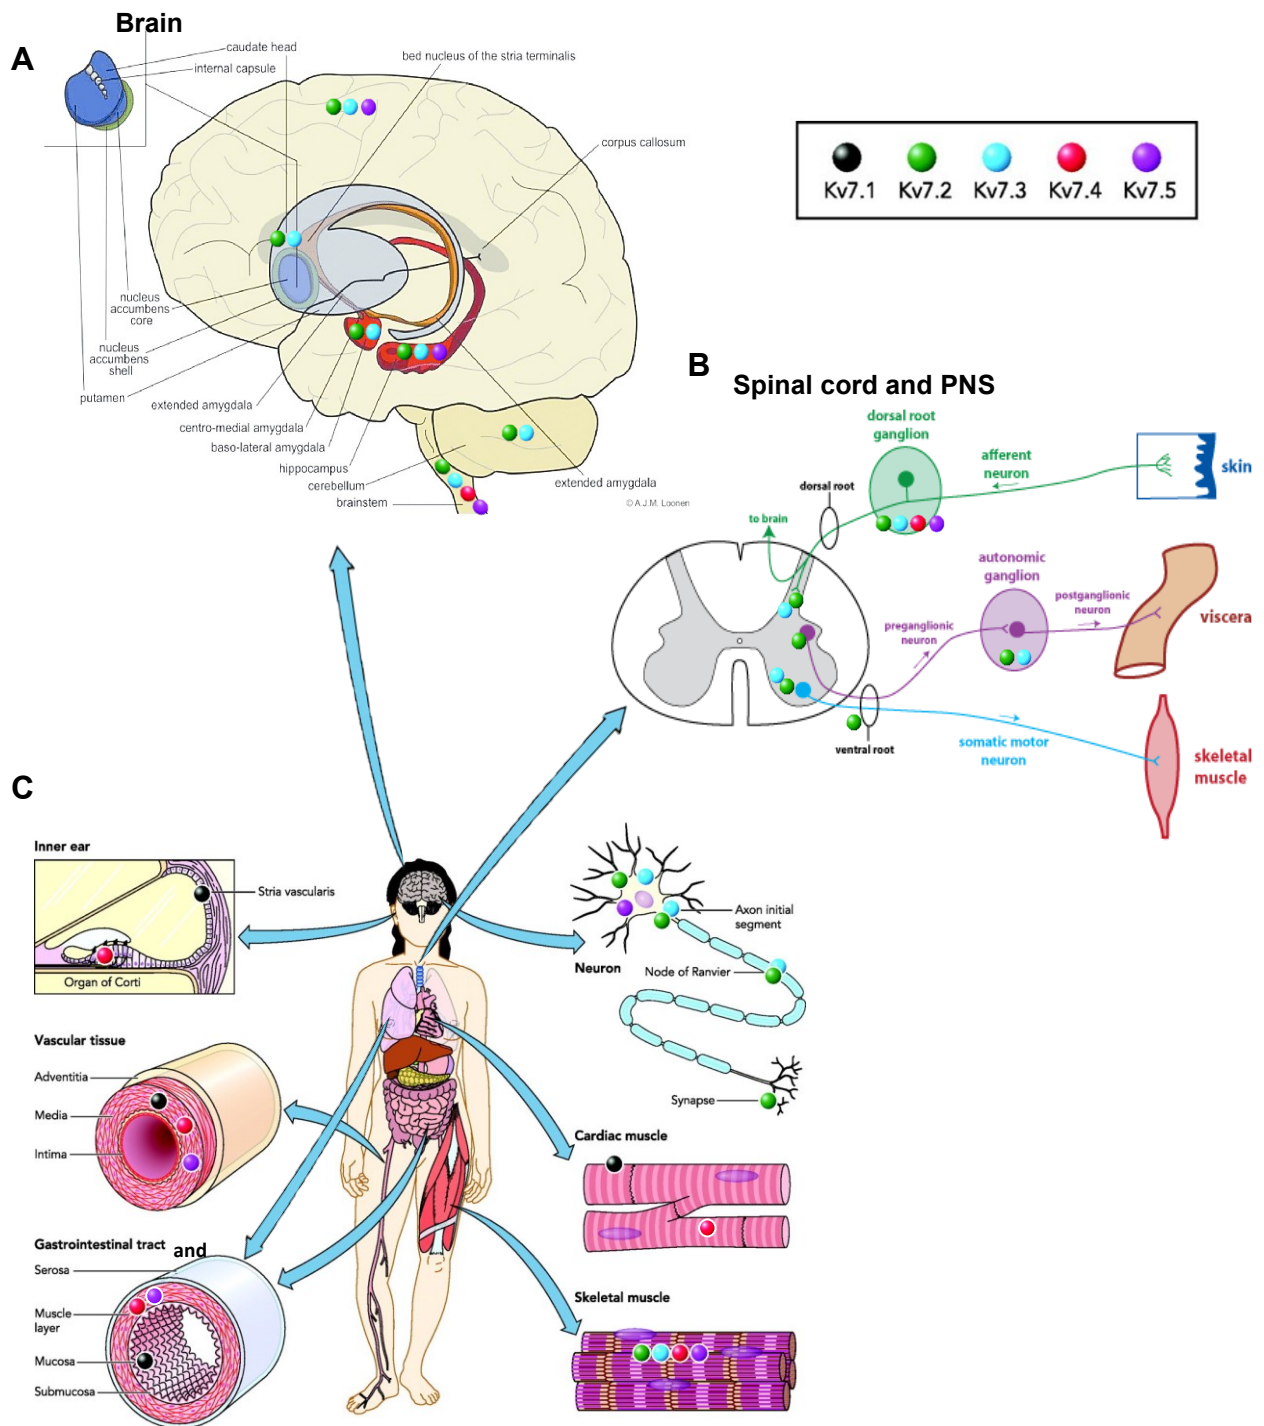 Brain
A
caudate head
internal capsule
bed nucleus of the stria terminalis
corpus callosum
nucleus
accumbens
core
nucleus
accumbens
shell
putamen
extended amygdala
centro-medial amygdala
baso-lateral amygdala
hippocampus
cerebellum
brainstem
extended amygdala
© A.J.M. Loonen
Kv7.1
Kv7.2
Kv7.3
Kv7.4
Kv7.5
B
Spinal cord and PNS
dorsal root
ganglion
afferent
neuron
skin
dorsal root
to brain
autonomic
ganglion
postganglionic
neuron
preganglionic
neuron
viscera
ventral root
somatic motor
neuron
skeletal
muscle
C
Inner ear
Stria vascularis
Organ of Corti
Axon initial
segment
Neuron
Node of Ranvier
Synapse
Vascular tissue
Adventitia
Media
Intima
Cardiac muscle
Gastrointestinal tract and
Serosa
Muscle
layer
Mucosa
Submucosa
Skeletal muscle